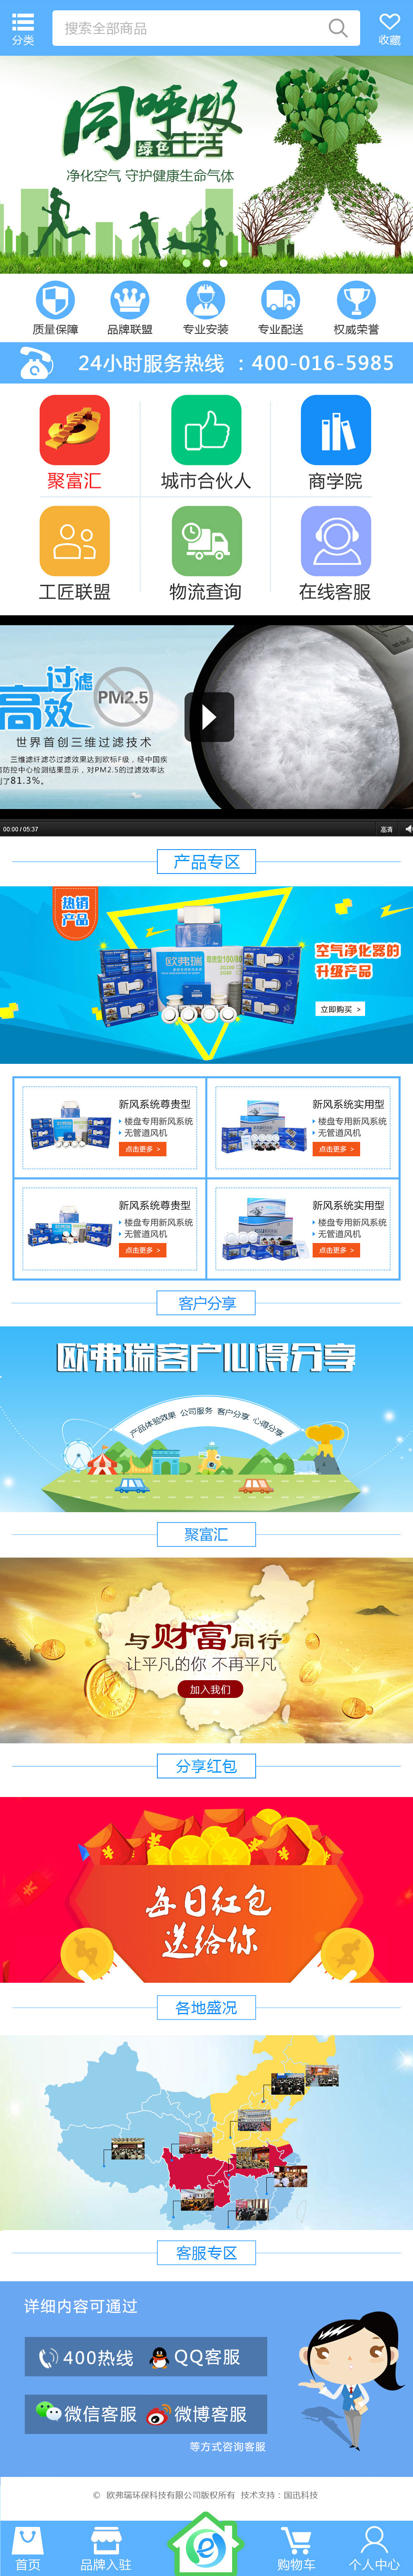 分类
搜索全部商品
收藏
同呼吸
绿色生活
净化空气 守护健康生命气体
质量保障
品牌联盟
专业安装
专业配送
权威荣誉
24小时服务热线 ：400-016-5985
聚富汇
城市合伙人
商学院
工匠联盟
物流查询
在线客服
高效过滤
PM2.5
世界首创三维过滤技术
三维滤纤滤芯过滤效果达到欧标F级，经中国疾
防控中心检测结果显示，对PM2.5的过滤效率达
了81.3%。
00:00 / 05:37
高清
产品专区
热销
产品
欧弗瑞
空气净化器的
升级产品
立即购买 >
新风系统尊贵型
楼盘专用新风系统
无管道风机
点击更多 >
新风系统实用型
楼盘专用新风系统
无管道风机
点击更多 >
新风系统尊贵型
楼盘专用新风系统
无管道风机
点击更多 >
新风系统实用型
楼盘专用新风系统
无管道风机
点击更多 >
客户分享
欧弗瑞客户心得分享
产品体验效果 公司服务 客户分享 心得分享
聚富汇
与财富同行
让平凡的你 不再平凡
加入我们
分享红包
每日红包
送给你
各地盛况
客服专区
详细内容可通过
400热线
QQ客服
微信客服
微博客服
等方式咨询客服
© 欧弗瑞环保科技有限公司版权所有 技术支持：国迅科技
首页
品牌入驻
购物车
个人中心